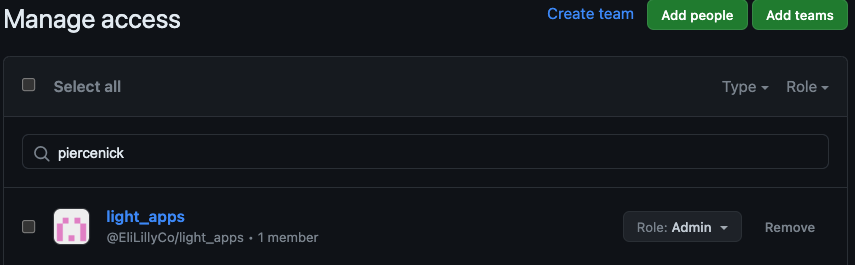 Manage access
Create team
Add people
Add teams
Select all
Type
Role
piercenick
light_apps
@EliLillyCo/light_apps • 1 member
Role: Admin
Remove